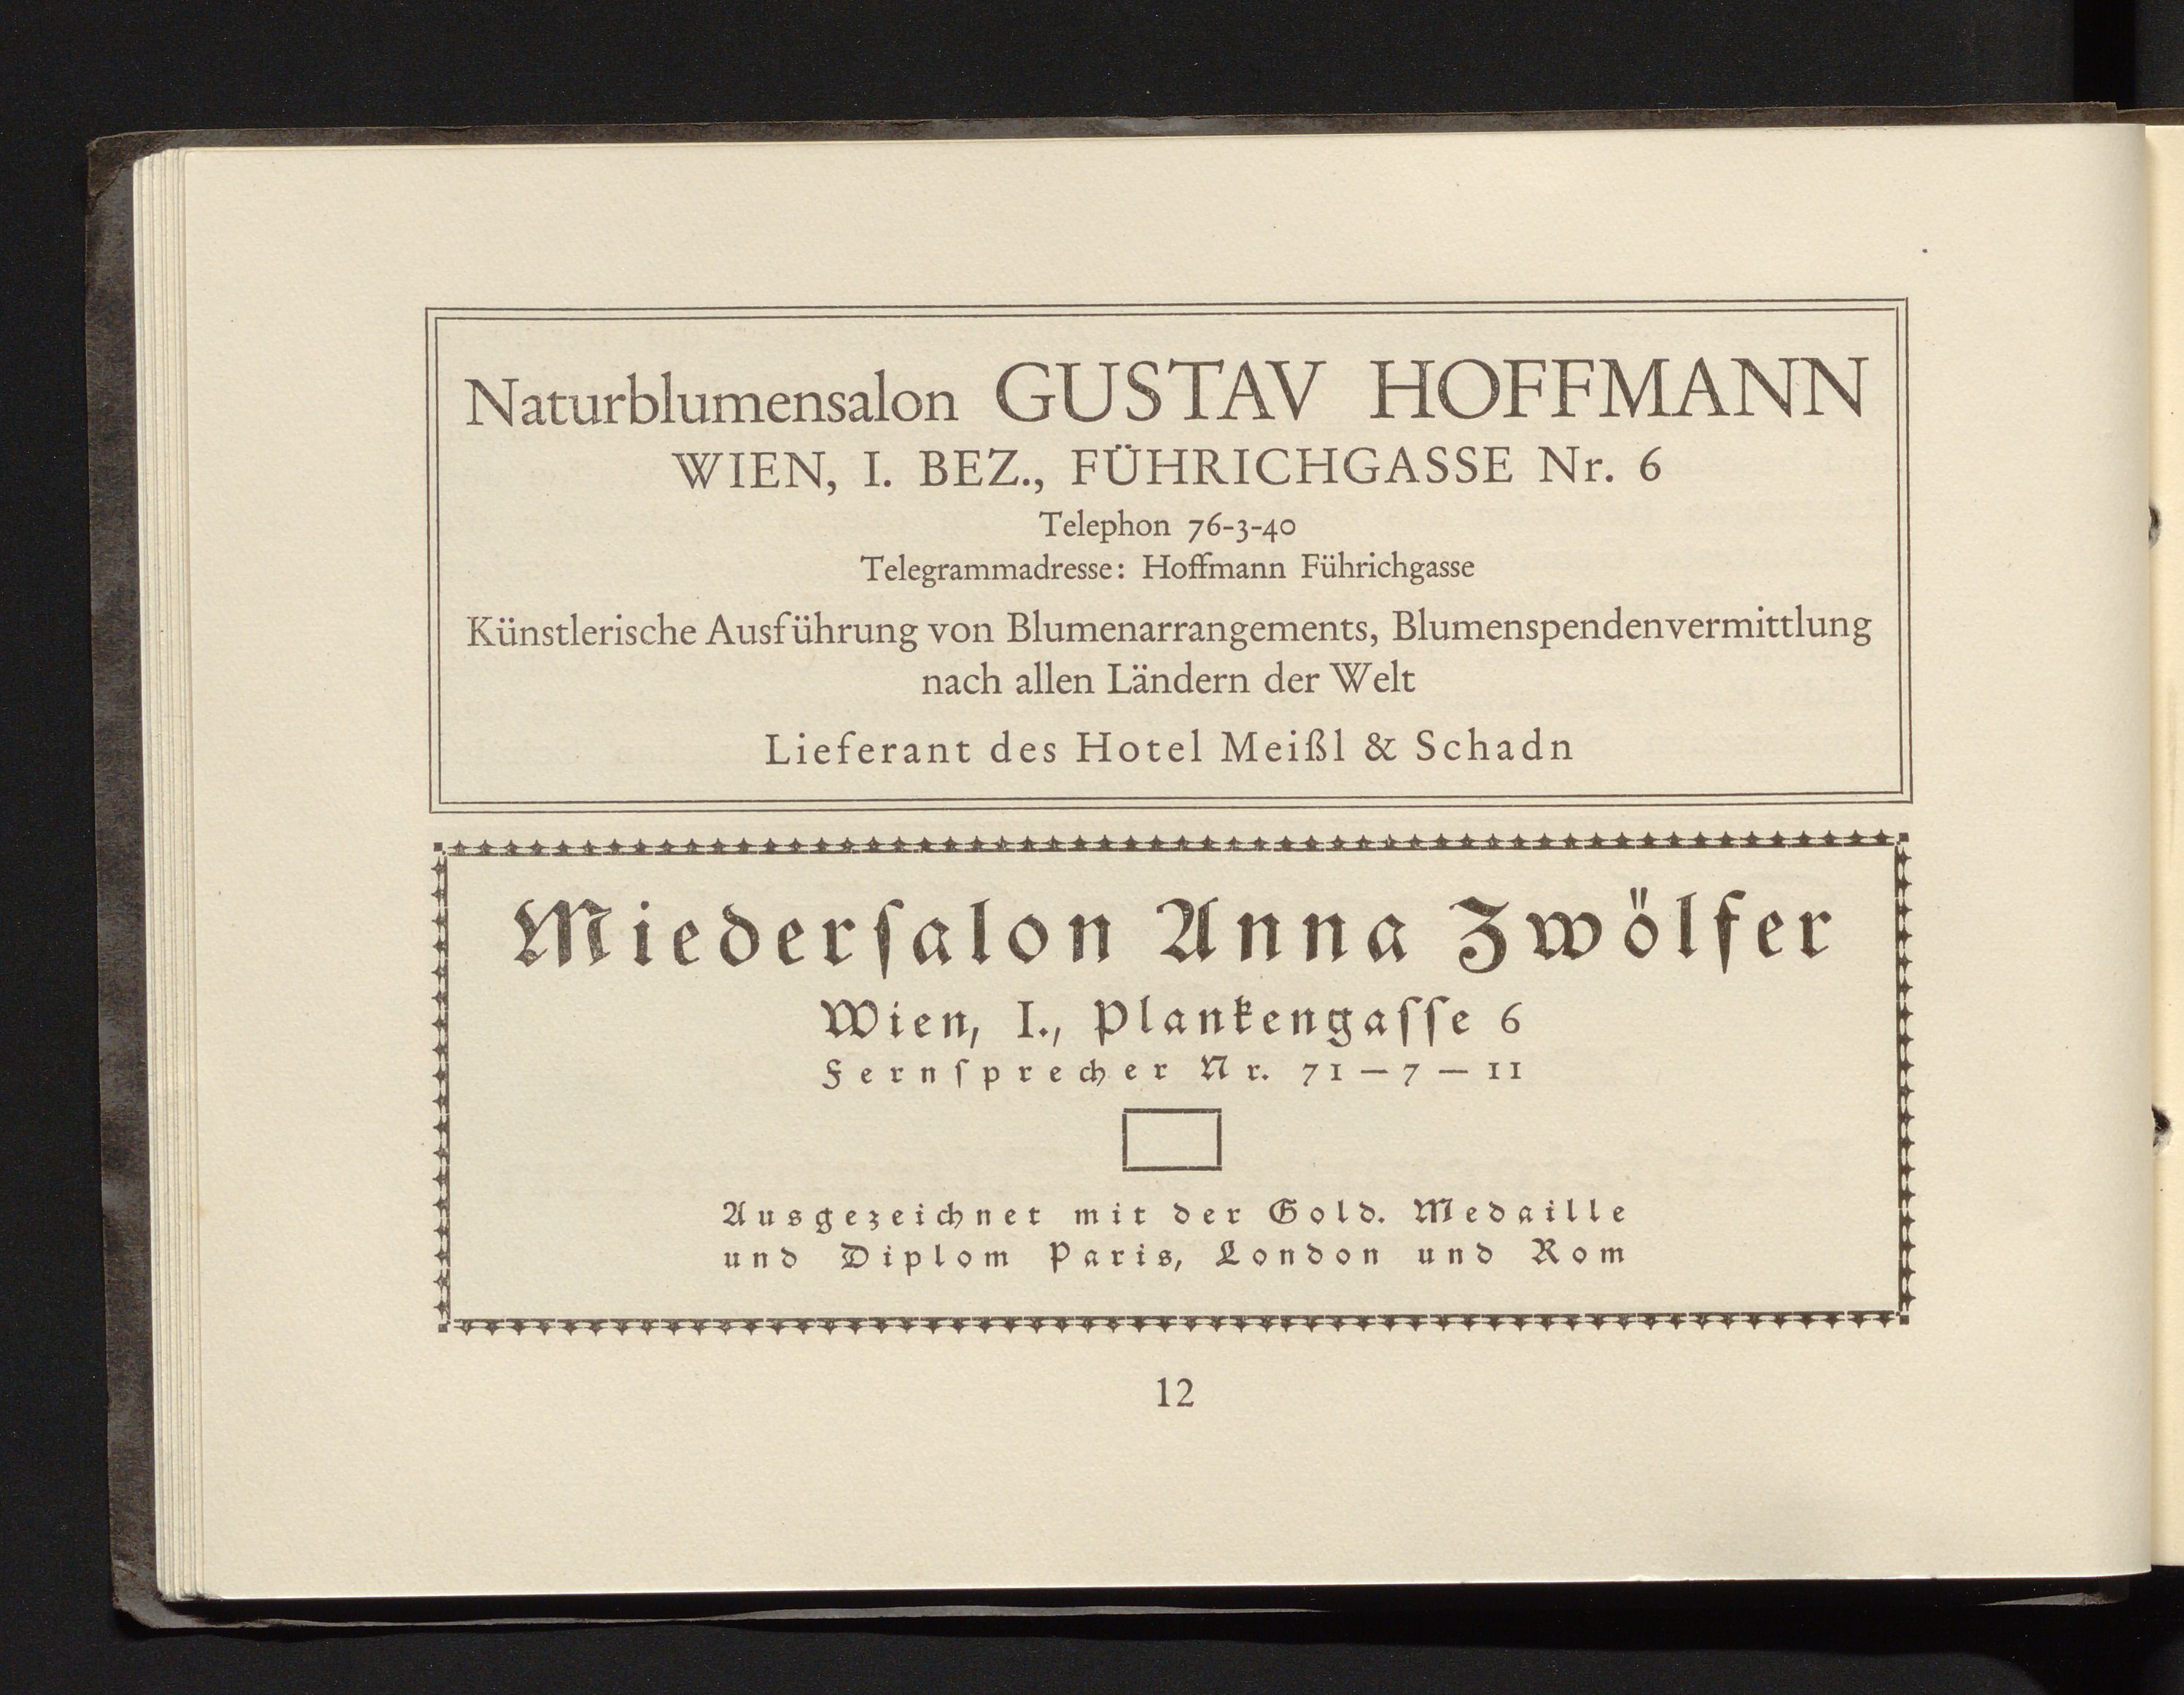 Naturblumensalon GUSTAV HOFFMANN
WIEN, I. BEZ., FÜHRICHGASSE Nr. 6
Telephon 76-3-40
Telegrammadresse: Hoffmann Führichgasse
Künstlerische Ausführung von Blumenarrangements, Blumenspendenvermittlung
nach allen Ländern der Welt
Lieferant des Hotel Meißl & Schadn
Miederſalon Anna Zwölfer
Wien, I., Plankengaſſe 6
Fernſprecher Nr. 71—7—11
Ausgezeichnet mit der Gold. Medaille
und Diplom Paris, London und Rom
12